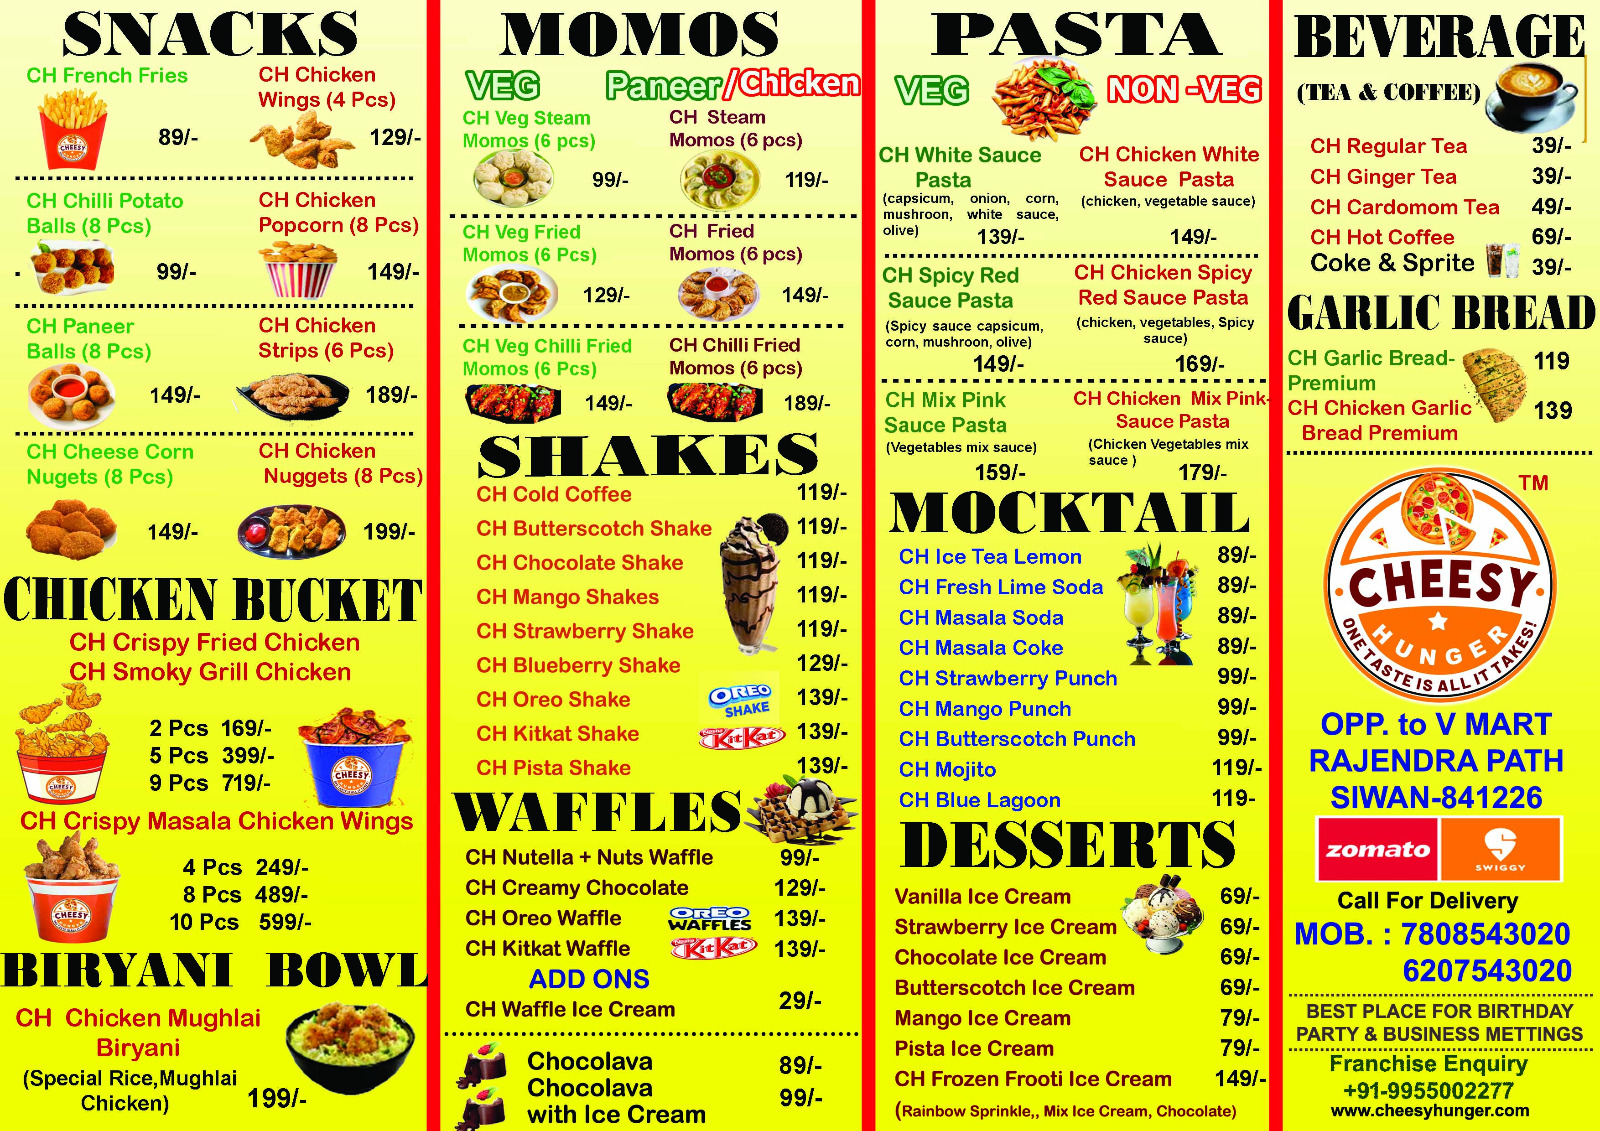 SNACKS
CH French Fries
89/-
CH Chicken
Wings (4 Pcs)
129/-
CH Chilli Potato
Balls (8 Pcs)
99/-
CH Chicken
Popcorn (8 Pcs)
149/-
CH Paneer
Balls (8 Pcs)
149/-
CH Chicken
Strips (6 Pcs)
189/-
CH Cheese Corn
Nugets (8 Pcs)
149/-
CH Chicken
Nuggets (8 Pcs)
199/-
CHICKEN BUCKET
CH Crispy Fried Chicken
CH Smoky Grill Chicken
2 Pcs 169/-
5 Pcs 399/-
9 Pcs 719/-
CHEESY
CH Crispy Masala Chicken Wings
4 Pcs 249/-
8 Pcs 489/-
10 Pcs 599/-
CHEESY
BIRYANI BOWL
CH Chicken Mughlai
Biryani
(Special Rice,Mughlai
Chicken)
199/-
MOMOS
VEG
Paneer/Chicken
CH Veg Steam
Momos (6 pcs)
99/-
CH Steam
Momos (6 pcs)
119/-
CH Veg Fried
Momos (6 Pcs)
129/-
CH Fried
Momos (6 pcs)
149/-
CH Veg Chilli Fried
Momos (6 Pcs)
149/-
CH Chilli Fried
Momos (6 pcs)
189/-
SHAKES
CH Cold Coffee 119/-
CH Butterscotch Shake 119/-
CH Chocolate Shake 119/-
CH Mango Shakes 119/-
CH Strawberry Shake 119/-
CH Blueberry Shake 129/-
CH Oreo Shake OREO SHAKE 139/-
CH Kitkat Shake KitKat 139/-
CH Pista Shake 139/-
WAFFLES
CH Nutella + Nuts Waffle 99/-
CH Creamy Chocolate 129/-
CH Oreo Waffle OREO WAFFLES 139/-
CH Kitkat Waffle KitKat 139/-
ADD ONS
CH Waffle Ice Cream 29/-
Chocolava 89/-
Chocolava
with Ice Cream 99/-
PASTA
VEG
NON -VEG
CH White Sauce
Pasta
(capsicum, onion, corn,
mushroon, white sauce,
olive)
139/-
CH Chicken White
Sauce Pasta
(chicken, vegetable sauce)
149/-
CH Spicy Red
Sauce Pasta
(Spicy sauce capsicum,
corn, mushroon, olive)
149/-
CH Chicken Spicy
Red Sauce Pasta
(chicken, vegetables, Spicy
sauce)
169/-
CH Mix Pink
Sauce Pasta
(Vegetables mix sauce)
159/-
CH Chicken Mix Pink-
Sauce Pasta
(Chicken Vegetables mix
sauce )
179/-
MOCKTAIL
CH Ice Tea Lemon 89/-
CH Fresh Lime Soda 89/-
CH Masala Soda 89/-
CH Masala Coke 89/-
CH Strawberry Punch 99/-
CH Mango Punch 99/-
CH Butterscotch Punch 99/-
CH Mojito 119/-
CH Blue Lagoon 119-
DESSERTS
Vanilla Ice Cream 69/-
Strawberry Ice Cream 69/-
Chocolate Ice Cream 69/-
Butterscotch Ice Cream 69/-
Mango Ice Cream 79/-
Pista Ice Cream 79/-
CH Frozen Frooti Ice Cream 149/-
(Rainbow Sprinkle,, Mix Ice Cream, Chocolate)
BEVERAGE
(TEA & COFFEE)
CH Regular Tea 39/-
CH Ginger Tea 39/-
CH Cardomom Tea 49/-
CH Hot Coffee 69/-
Coke & Sprite 39/-
GARLIC BREAD
CH Garlic Bread-
Premium
119
CH Chicken Garlic
Bread Premium
139
TM
CHEESY
HUNGER
ONE TASTE IS ALL IT TAKES!
OPP. to V MART
RAJENDRA PATH
SIWAN-841226
zomato
SWIGGY
Call For Delivery
MOB. : 7808543020
6207543020
BEST PLACE FOR BIRTHDAY
PARTY & BUSINESS METTINGS
Franchise Enquiry
+91-9955002277
www.cheesyhunger.com